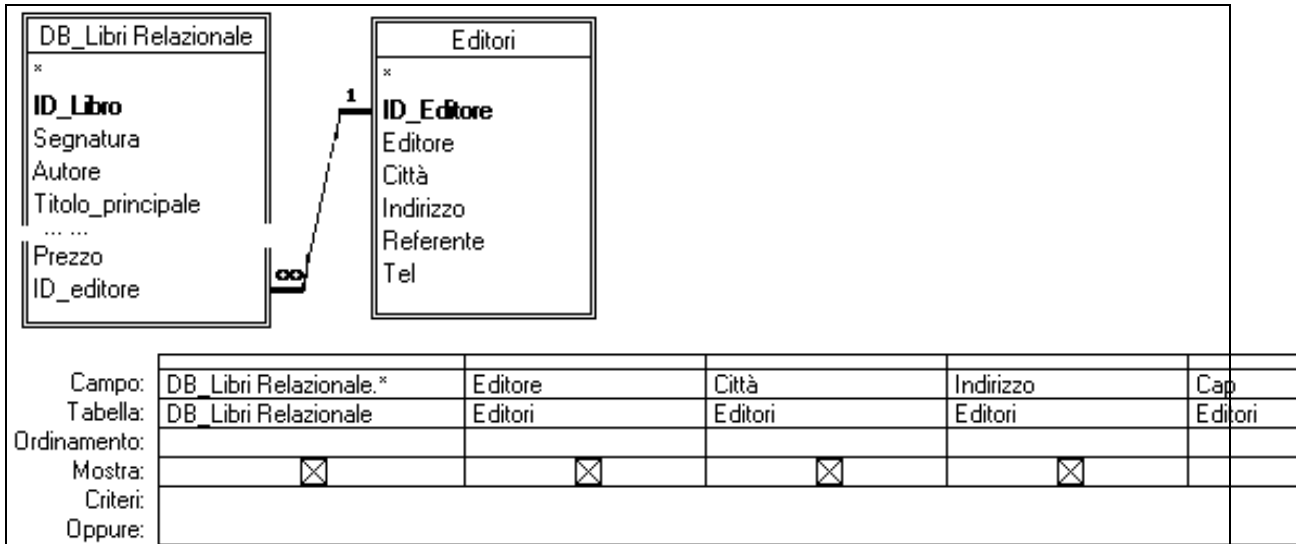 DB_Libri Relazionale
*
ID_Libro
Segnatura
Autore
Titolo_principale
... ...
Prezzo
ID_editore
∞
1
Editori
*
ID_Editore
Editore
Città
Indirizzo
Referente
Tel
Campo: DB_Libri Relazionale.* Editore Città Indirizzo Cap
Tabella: DB_Libri Relazionale Editori Editori Editori Editori
Ordinamento:
Mostra:
Criteri:
Oppure: